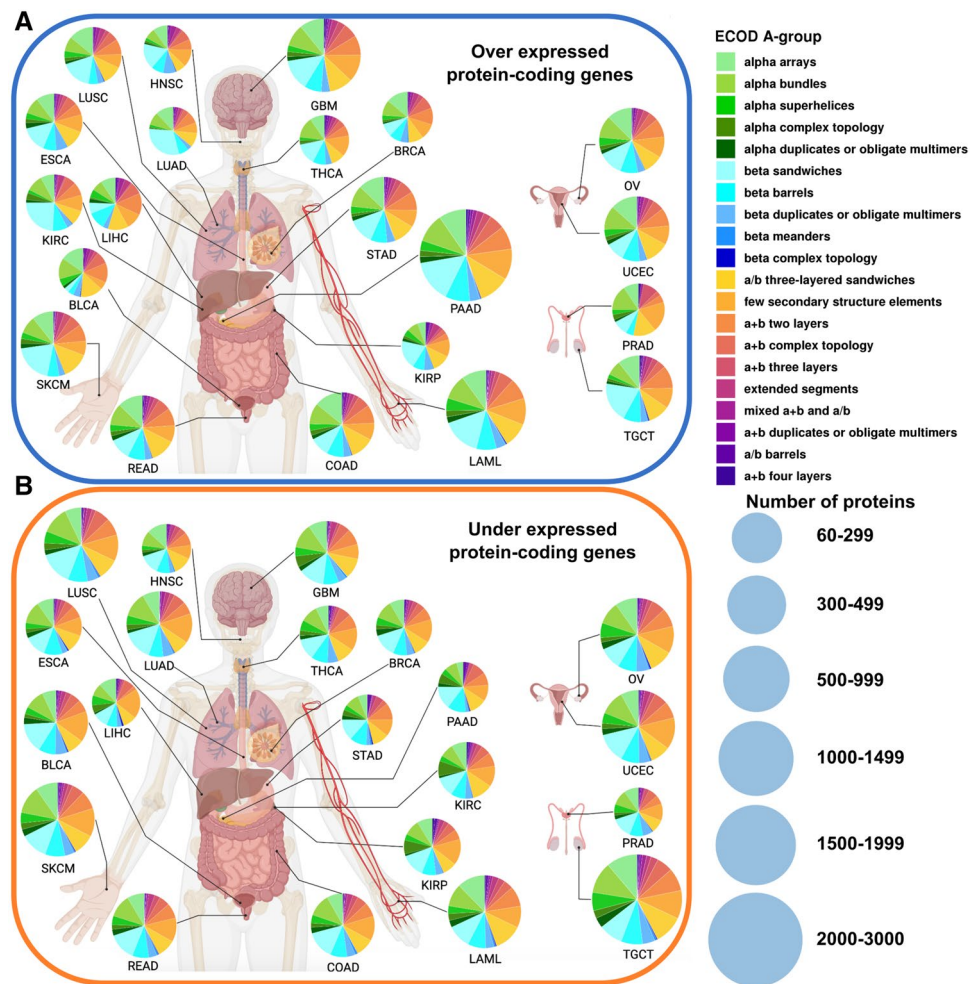 A
Over expressed
protein-coding genes
LUSC
HNSC
GBM
ESCA
LUAD
THCA
BRCA
OV
KIRC
LIHC
STAD
UCEC
BLCA
PAAD
SKCM
KIRP
PRAD
READ
COAD
LAML
TGCT
B
Under expressed
protein-coding genes
LUSC
HNSC
GBM
ESCA
LUAD
THCA
BRCA
OV
LIHC
PAAD
BLCA
STAD
UCEC
KIRC
SKCM
KIRP
PRAD
READ
COAD
LAML
TGCT
ECOD A-group
alpha arrays
alpha bundles
alpha superhelices
alpha complex topology
alpha duplicates or obligate multimers
beta sandwiches
beta barrels
beta duplicates or obligate multimers
beta meanders
beta complex topology
a/b three-layered sandwiches
few secondary structure elements
a+b two layers
a+b complex topology
a+b three layers
extended segments
mixed a+b and a/b
a+b duplicates or obligate multimers
a/b barrels
a+b four layers
Number of proteins
60-299
300-499
500-999
1000-1499
1500-1999
2000-3000